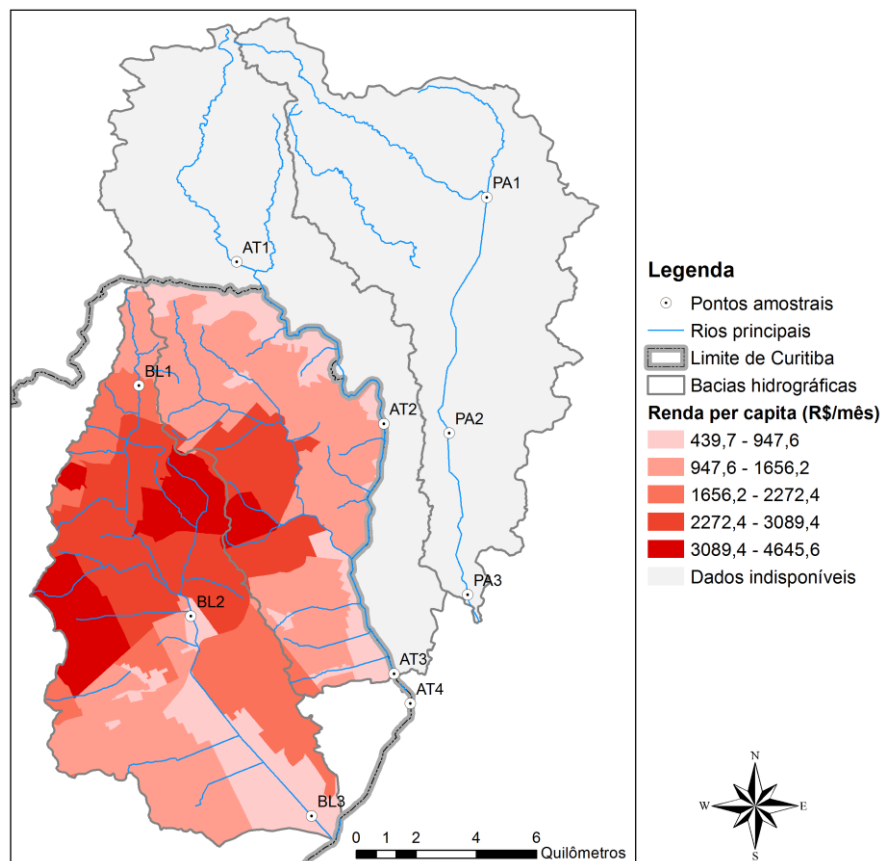 PA1
AT1
BL1
AT2
PA2
PA3
BL2
AT3
AT4
BL3
0 1 2 4 6
Quilômetros
Legenda
Pontos amostrais
Rios principais
Limite de Curitiba
Bacias hidrográficas
Renda per capita (R$/mês)
439,7 - 947,6
947,6 - 1656,2
1656,2 - 2272,4
2272,4 - 3089,4
3089,4 - 4645,6
Dados indisponíveis
N
W E
S